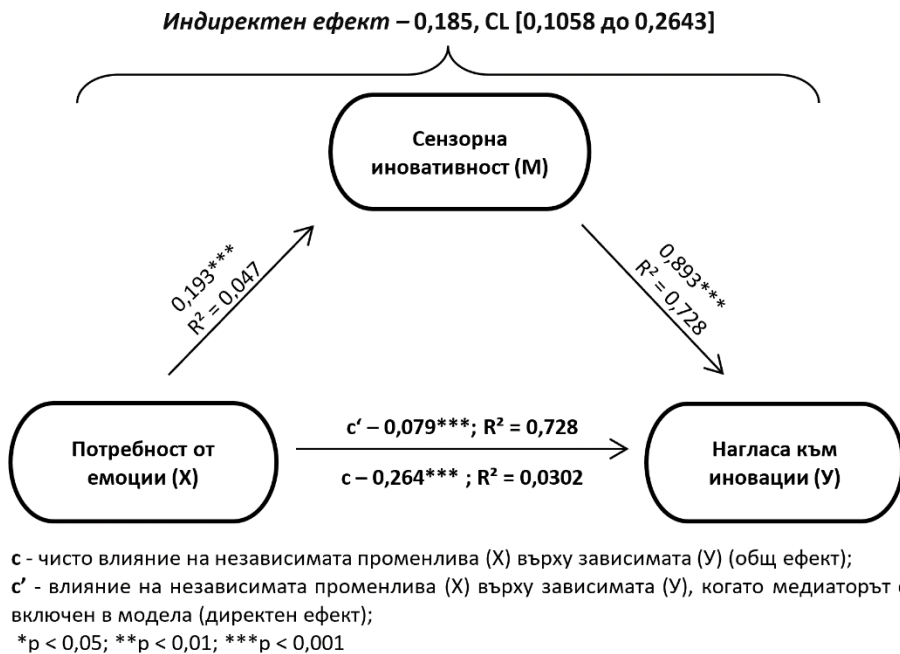 Индиректен ефект – 0,185, CL [0,1058 до 0,2643]
Сензорна
иновативност (М)
0,193***
R² = 0,047
0,893***
R² = 0,728
Потребност от
емоции (Х)
c‘ – 0,079***; R² = 0,728
c – 0,264*** ; R² = 0,0302
Нагласа към
иновации (У)
c - чисто влияние на независимата променлива (Х) върху зависимата (У) (общ ефект);
c’ - влияние на независимата променлива (Х) върху зависимата (У), когато медиаторът
включен в модела (директен ефект);
*p < 0,05; **p < 0,01; ***p < 0,001